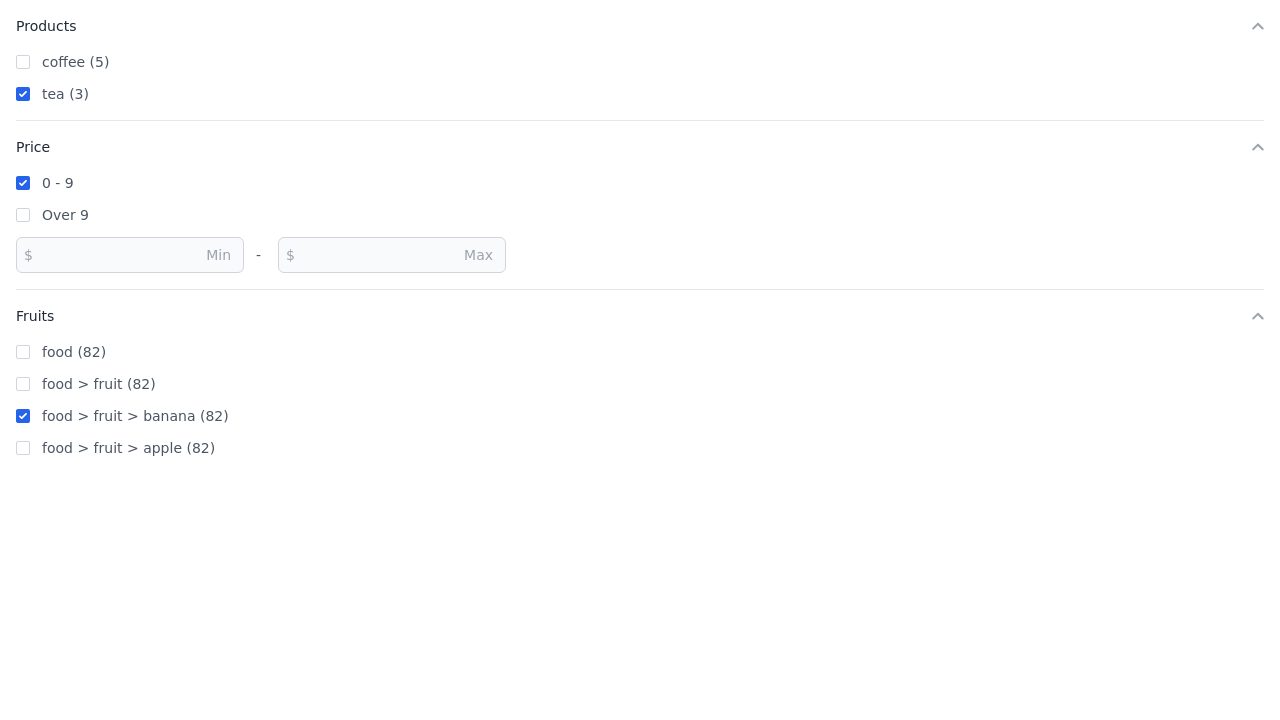 Products
coffee (5)
tea (3)
Price
0 - 9
Over 9
$ Min - $ Max
Fruits
food (82)
food > fruit (82)
food > fruit > banana (82)
food > fruit > apple (82)